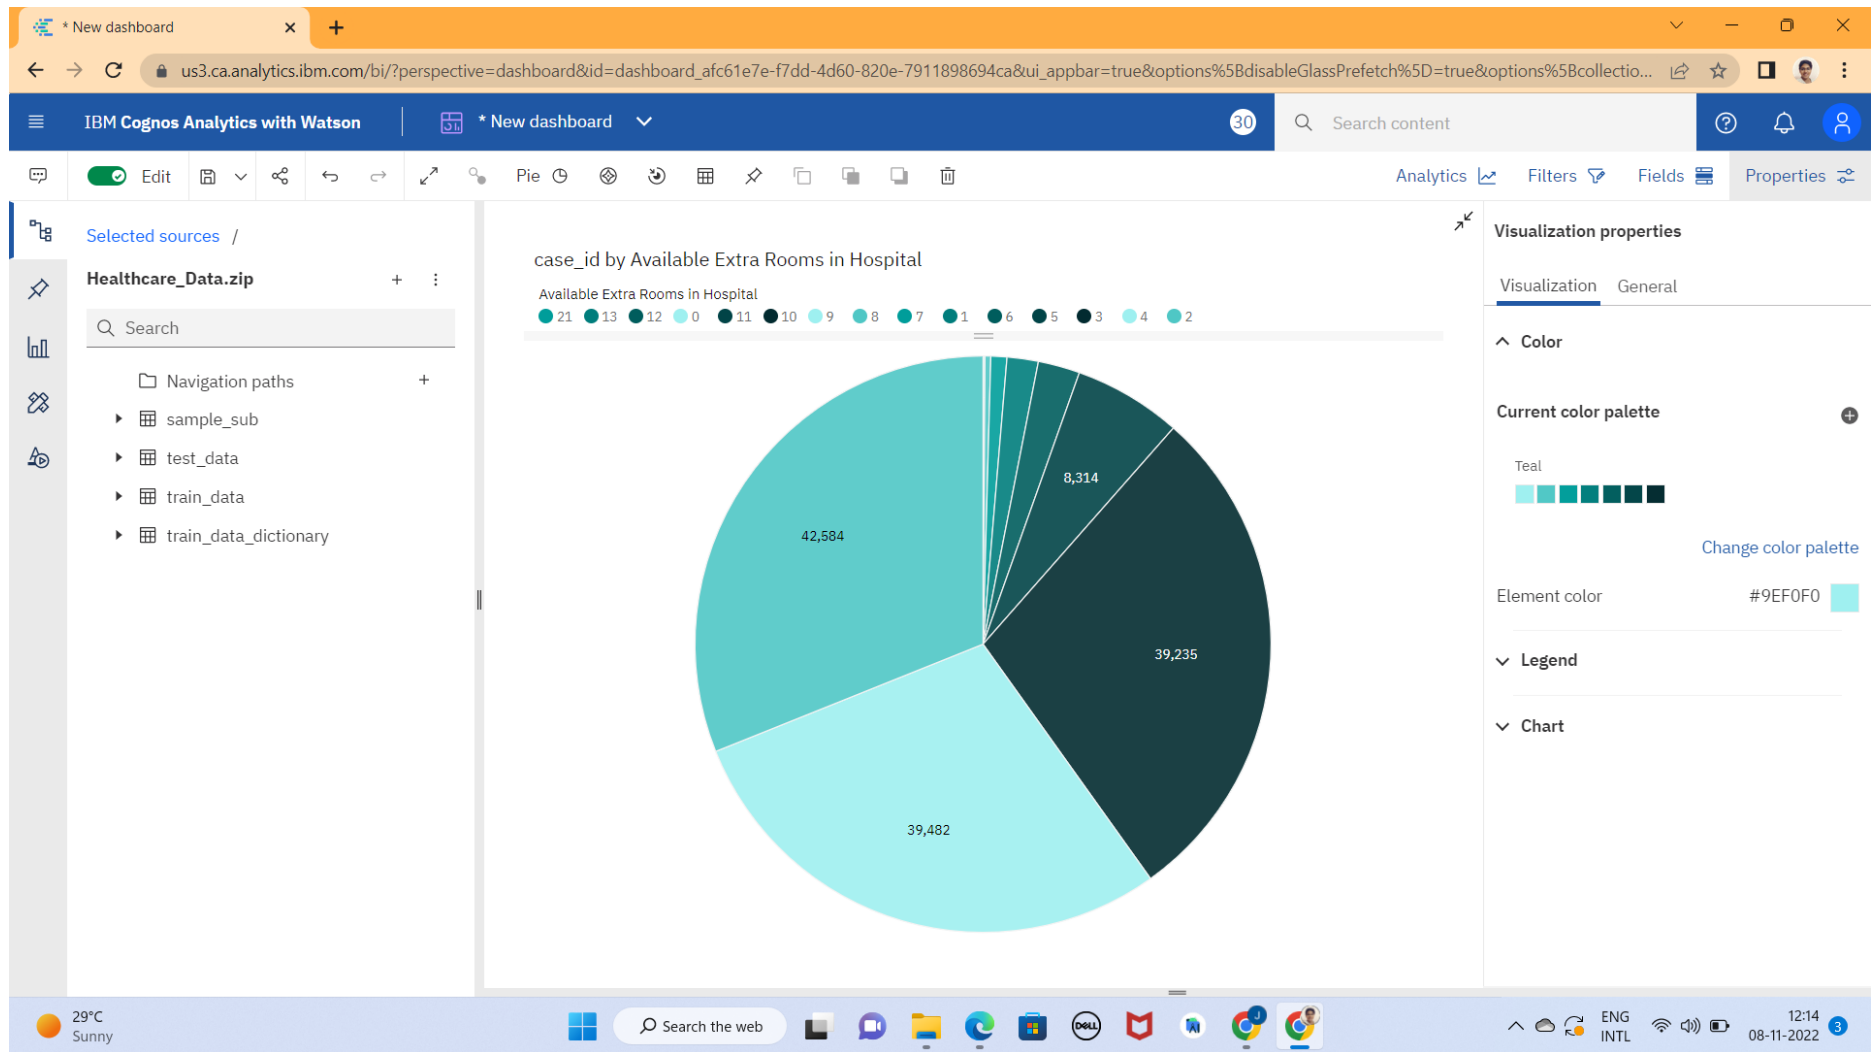 * New dashboard
us3.ca.analytics.ibm.com/bi/?perspective=dashboard&id=dashboard_afc61e7e-f7dd-4d60-820e-7911898694ca&ui_appbar=true&options%5BdisableGlassPrefetch%5D=true&options%5Bcollectio...
IBM Cognos Analytics with Watson
* New dashboard
30
Search content
Edit
Pie
Analytics
Filters
Fields
Properties
Selected sources /
Healthcare_Data.zip
Search
Navigation paths
sample_sub
test_data
train_data
train_data_dictionary
case_id by Available Extra Rooms in Hospital
Available Extra Rooms in Hospital
21 13 12 0 11 10 9 8 7 1 6 5 3 4 2
8,314
42,584
39,235
39,482
Visualization properties
Visualization General
Color
Current color palette
Teal
Change color palette
Element color #9EF0F0
Legend
Chart
29°C
Sunny
Search the web
DELL
J
ENG
INTL
12:14
08-11-2022
3